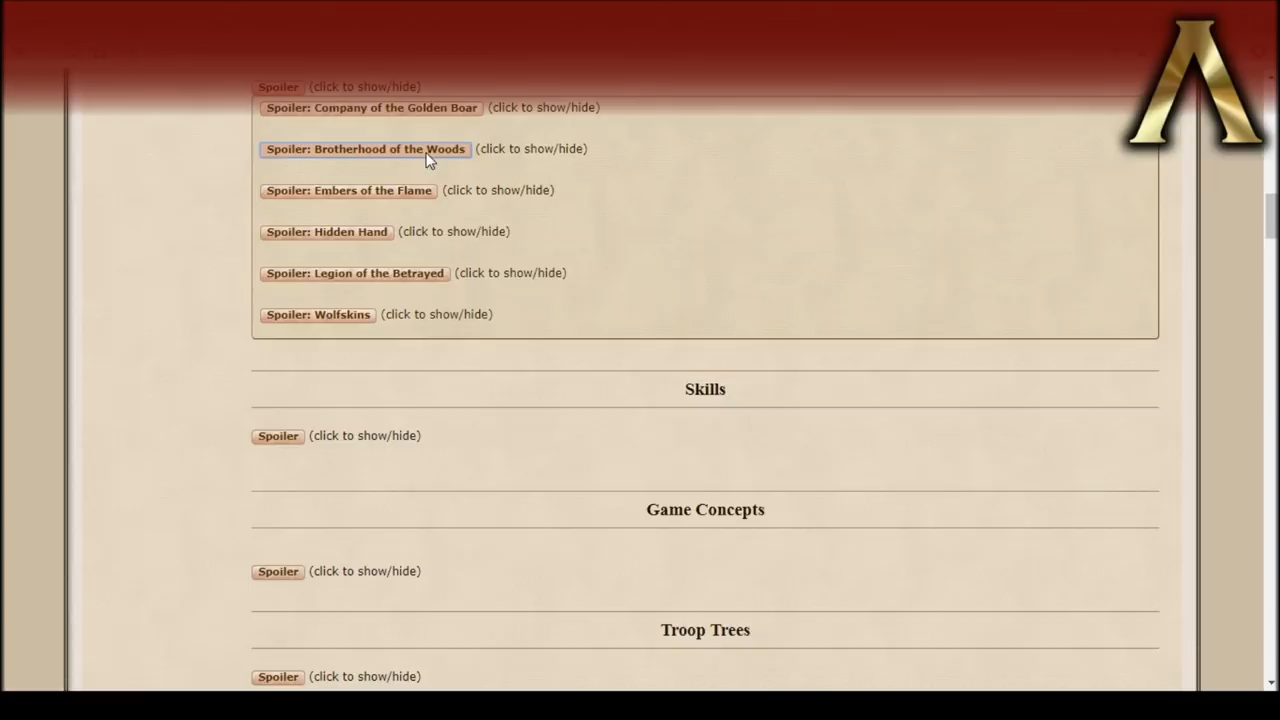 Spoiler (click to show/hide)
Spoiler: Company of the Golden Boar (click to show/hide)
Spoiler: Brotherhood of the Woods (click to show/hide)
Spoiler: Embers of the Flame (click to show/hide)
Spoiler: Hidden Hand (click to show/hide)
Spoiler: Legion of the Betrayed (click to show/hide)
Spoiler: Wolfskins (click to show/hide)
Skills
Spoiler (click to show/hide)
Game Concepts
Spoiler (click to show/hide)
Troop Trees
Spoiler (click to show/hide)